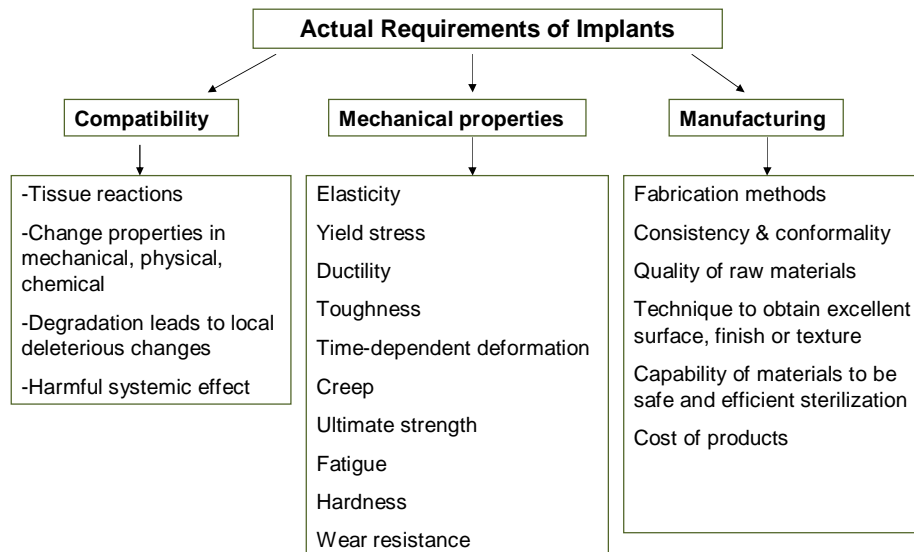 Actual Requirements of Implants
Compatibility
Mechanical properties
Manufacturing
-Tissue reactions
-Change properties in
mechanical, physical,
chemical
-Degradation leads to local
deleterious changes
-Harmful systemic effect
Elasticity
Yield stress
Ductility
Toughness
Time-dependent deformation
Creep
Ultimate strength
Fatigue
Hardness
Wear resistance
Fabrication methods
Consistency & conformality
Quality of raw materials
Technique to obtain excellent
surface, finish or texture
Capability of materials to be
safe and efficient sterilization
Cost of products